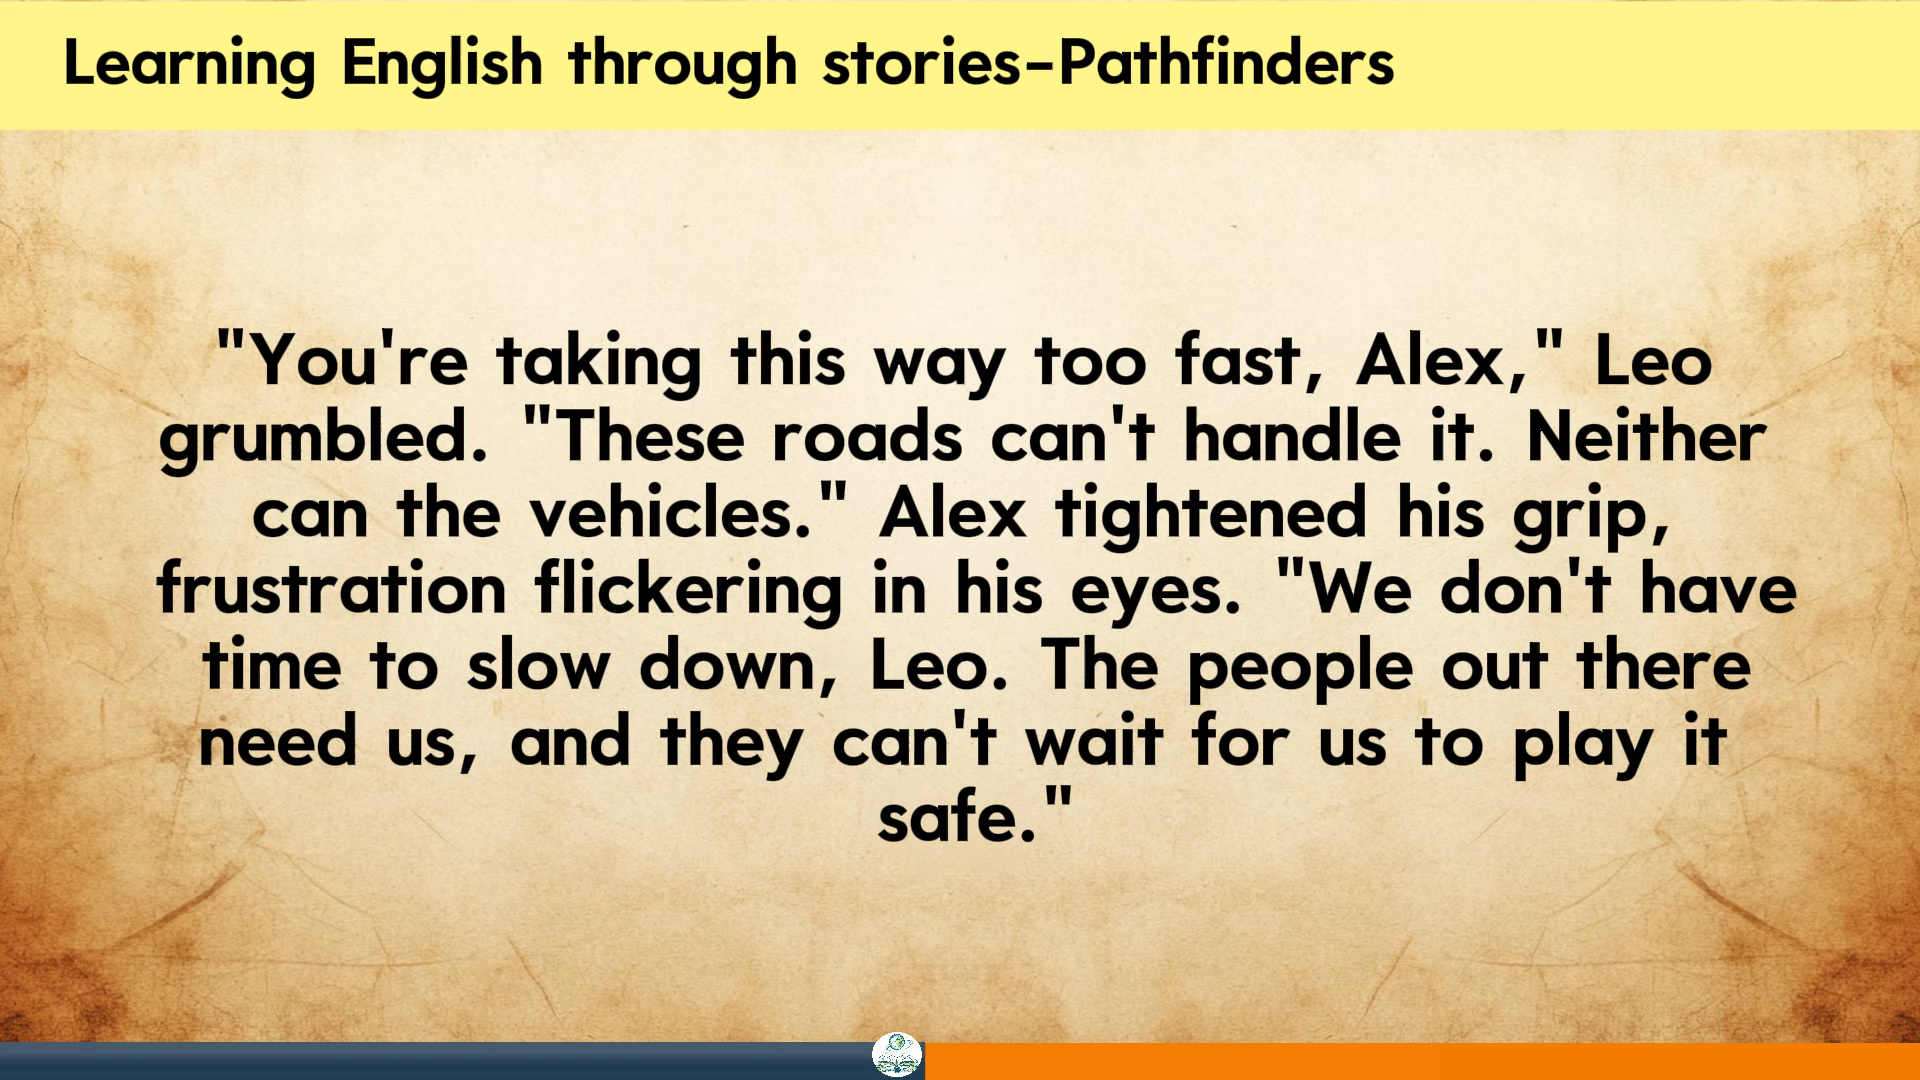 Learning English through stories-Pathfinders
"You're taking this way too fast, Alex," Leo
grumbled. "These roads can't handle it. Neither
can the vehicles." Alex tightened his grip,
frustration flickering in his eyes. "We don't have
time to slow down, Leo. The people out there
need us, and they can't wait for us to play it
safe."